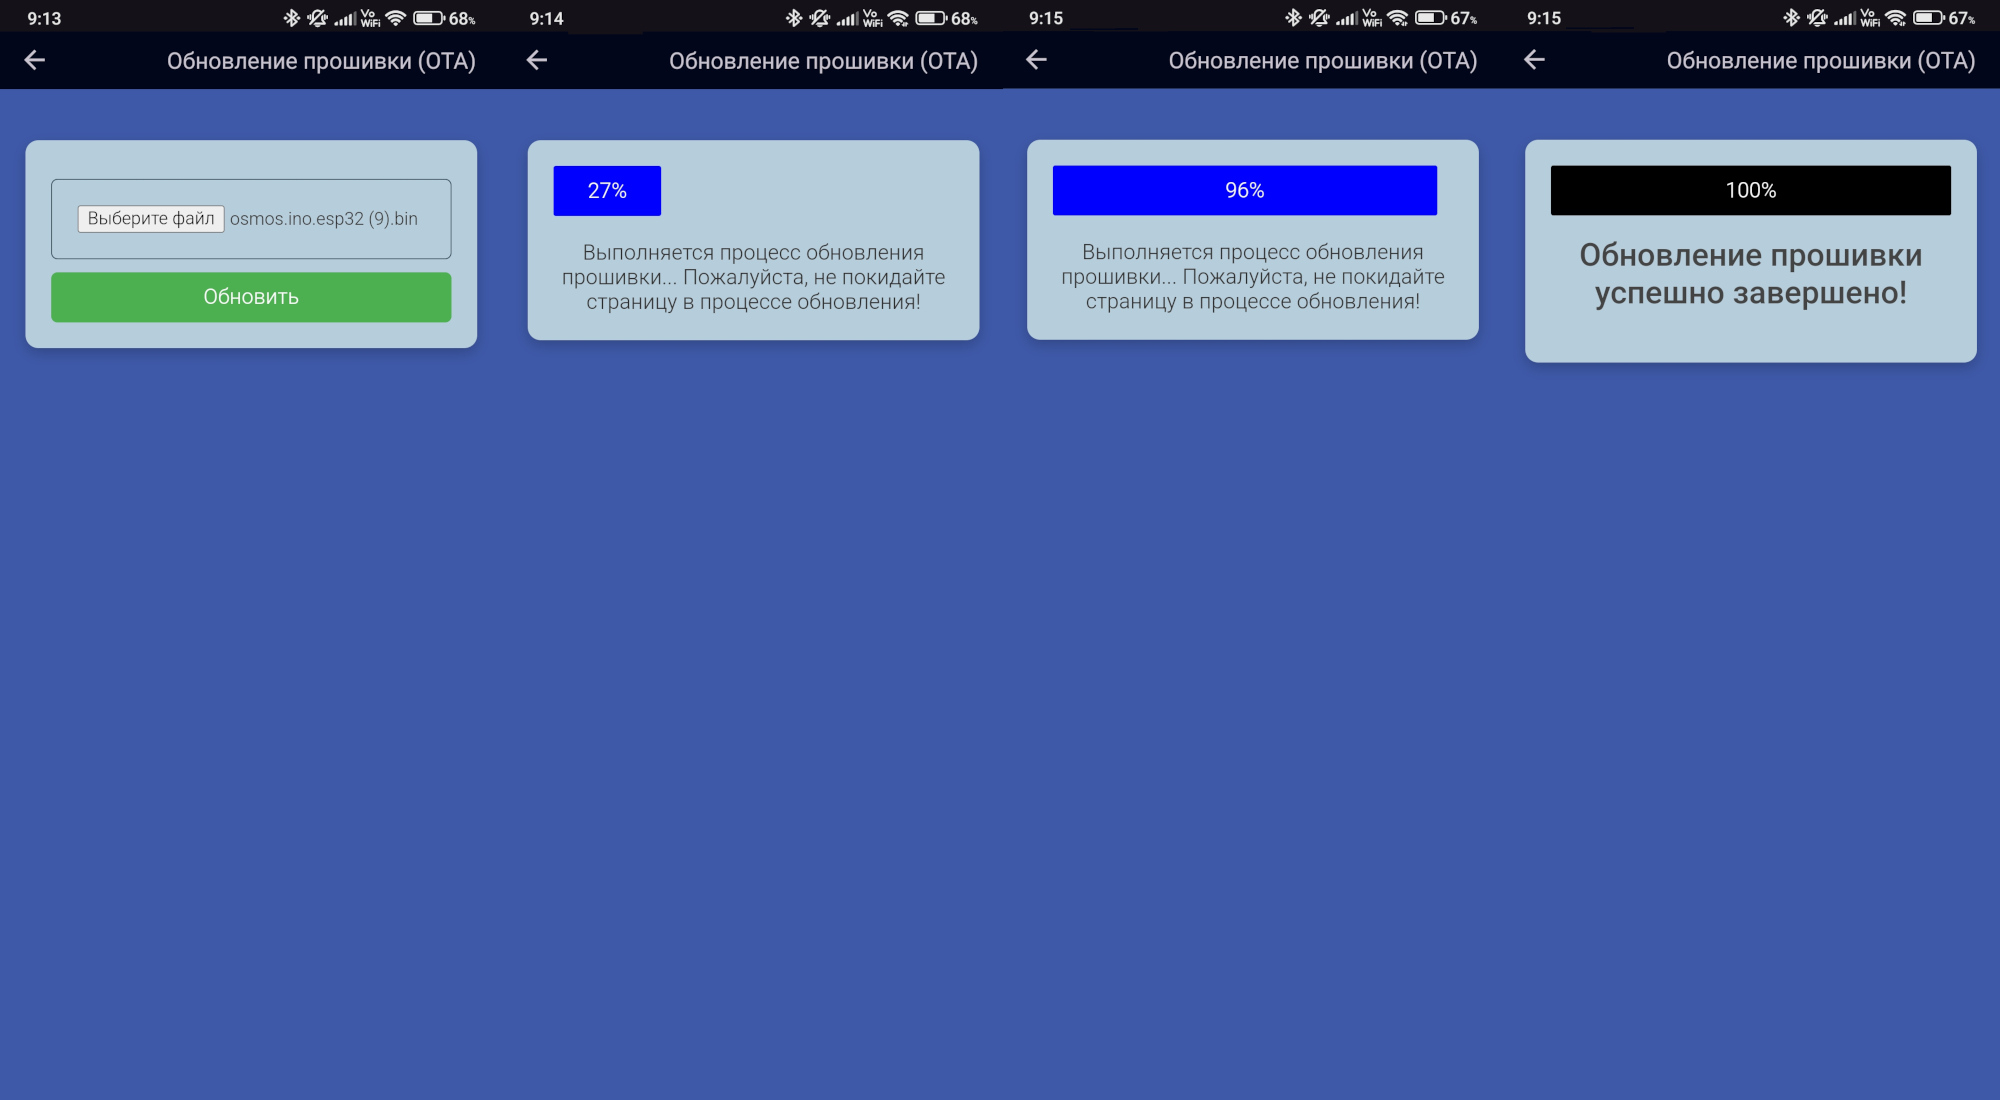 9:13
Vo WiFi
68%
Обновление прошивки (OTA)
Выберите файл osmos.ino.esp32 (9).bin
Обновить
9:14
Vo WiFi
68%
Обновление прошивки (OTA)
27%
Выполняется процесс обновления
прошивки... Пожалуйста, не покидайте
страницу в процессе обновления!
9:15
Vo WiFi
67%
Обновление прошивки (OTA)
96%
Выполняется процесс обновления
прошивки... Пожалуйста, не покидайте
страницу в процессе обновления!
9:15
Vo WiFi
67%
Обновление прошивки (OTA)
100%
Обновление прошивки
успешно завершено!